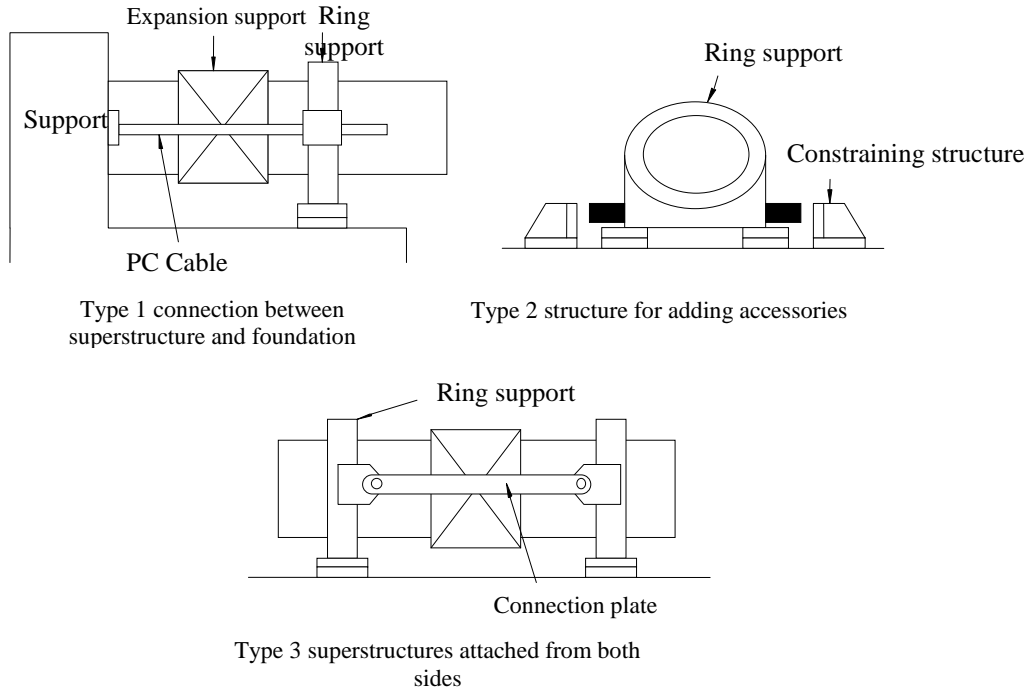 Expansion support
Ring
support
Support
PC Cable
Type 1 connection between
superstructure and foundation
Ring support
Constraining structure
Type 2 structure for adding accessories
Ring support
Connection plate
Type 3 superstructures attached from both
sides